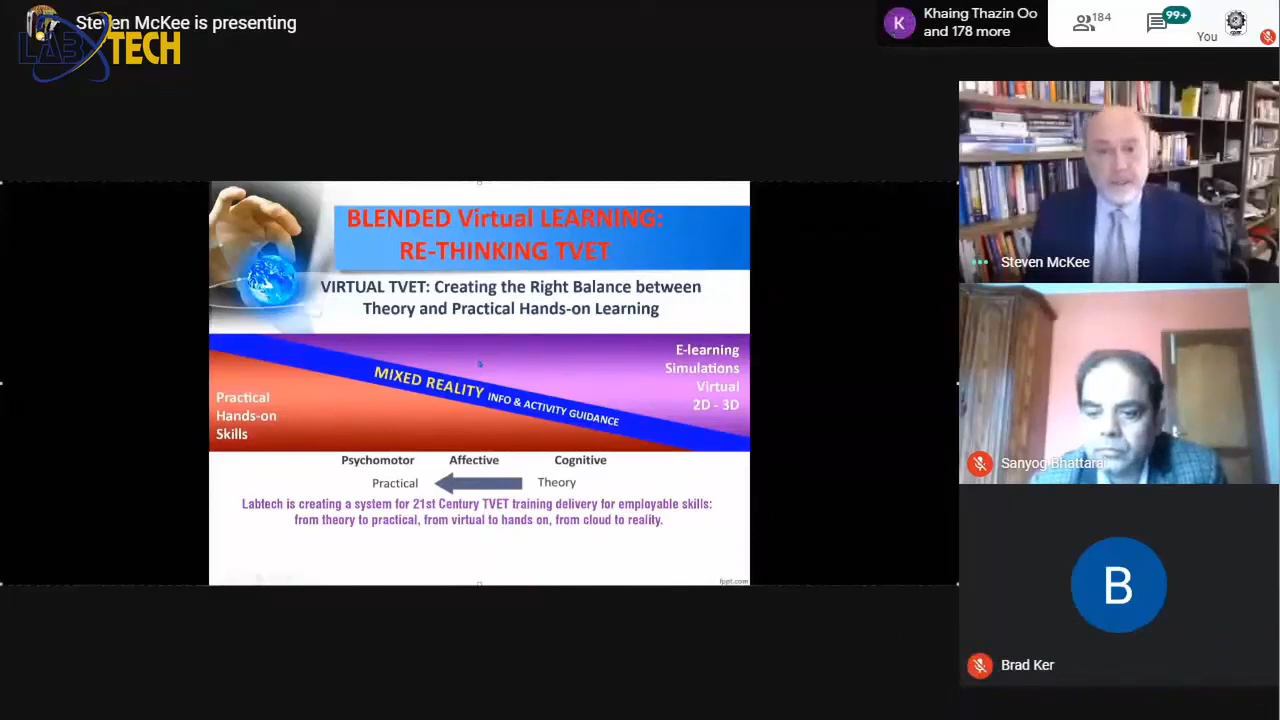 Steven McKee is presenting
LABTECH
Khaing Thazin Oo
and 178 more
K
184
99+
You
BLENDED Virtual LEARNING:
RE-THINKING TVET
VIRTUAL TVET: Creating the Right Balance between
Theory and Practical Hands-on Learning
E-learning
Simulations
Virtual
2D - 3D
MIXED REALITY INFO & ACTIVITY GUIDANCE
Practical
Hands-on
Skills
Psychomotor Affective Cognitive
Practical Theory
Labtech is creating a system for 21st Century TVET training delivery for employable skills:
from theory to practical, from virtual to hands on, from cloud to reality.
fppt.com
Steven McKee
Sanyog Bhattarai
B
Brad Ker